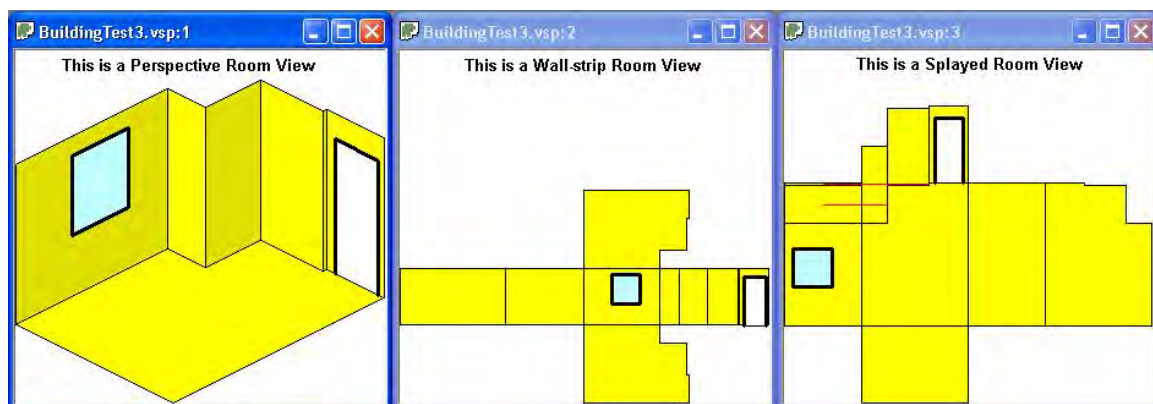 BuildingTest3.vsp:1
This is a Perspective Room View
BuildingTest3.vsp:2
This is a Wall-strip Room View
BuildingTest3.vsp:3
This is a Splayed Room View